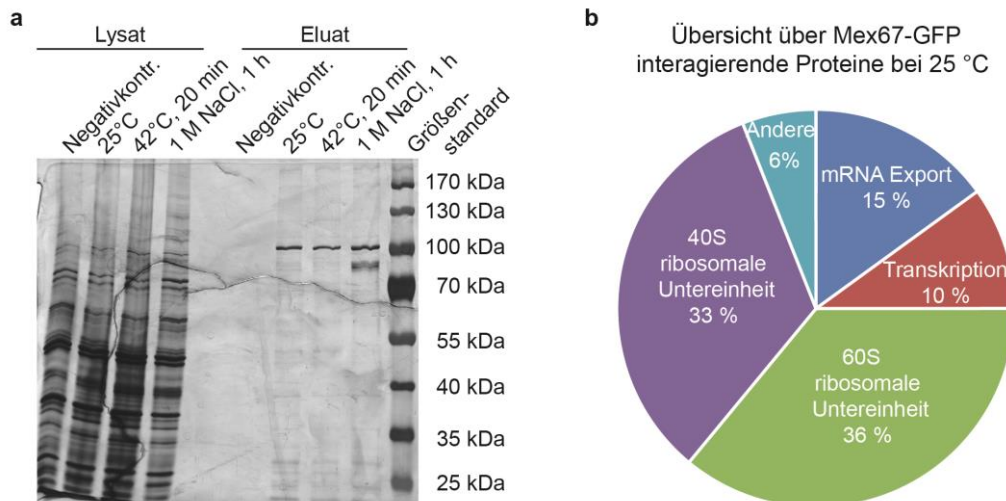 a
Lysat
Eluat
Negativkontr.
25°C
42°C, 20 min
1 M NaCl, 1 h
Negativkontr.
25°C
42°C, 20 min
1 M NaCl, 1 h
Größen-
standard
170 kDa
130 kDa
100 kDa
70 kDa
55 kDa
40 kDa
35 kDa
25 kDa
b
Übersicht über Mex67-GFP
interagierende Proteine bei 25 °C
Andere
6%
mRNA Export
15 %
Transkription
10 %
40S
ribosomale
Untereinheit
33 %
60S
ribosomale
Untereinheit
36 %